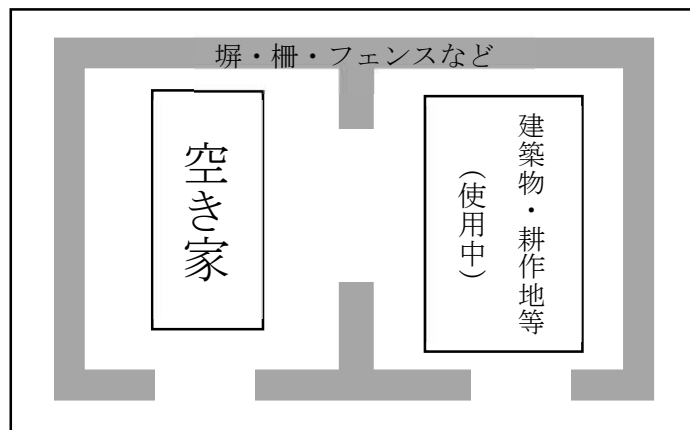 塀・柵・フェンスなど
空き家
建築物・耕作地等
（使用中）